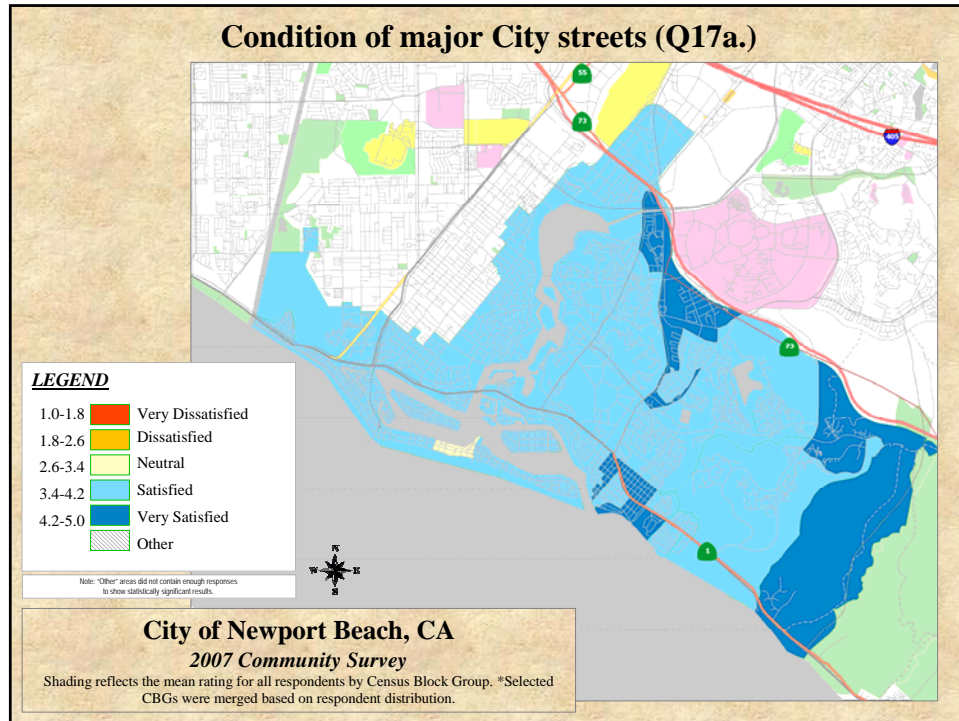 Condition of major City streets (Q17a.)
55
73
405
73
1
LEGEND
1.0-1.8 Very Dissatisfied
1.8-2.6 Dissatisfied
2.6-3.4 Neutral
3.4-4.2 Satisfied
4.2-5.0 Very Satisfied
Other
Note: "Other" areas did not contain enough responses
to show statistically significant results.
N
W E
S
City of Newport Beach, CA
2007 Community Survey
Shading reflects the mean rating for all respondents by Census Block Group. *Selected
CBGs were merged based on respondent distribution.